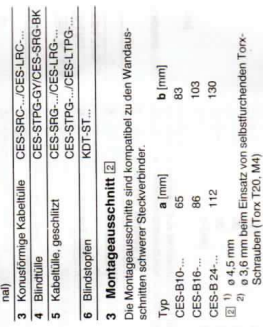 nal)
3 Konusförmige Kabeltülle CES-SRC-.../CES-LRC-...
4 Blindtülle CES-STPG-GY/CES-SRG-BK
5 Kabeltülle, geschlitzt CES-SRG-.../CES-LRG-...
CES-STPG-.../CES-LTPG-...
6 Blindstopfen KDT-ST...
3 Montageausschnitt 2
Die Montageausschnitte sind kompatibel zu den Wandaus-
schnitten schwerer Steckverbinder.
Typ a [mm] b [mm]
CES-B10-... 65 83
CES-B16-... 86 103
CES-B 24-... 112 130
2 1) ø 4,5 mm
2) ø 3,6 mm beim Einsatz von selbstfurchenden Torx-
Schrauben (Torx T20, M4)